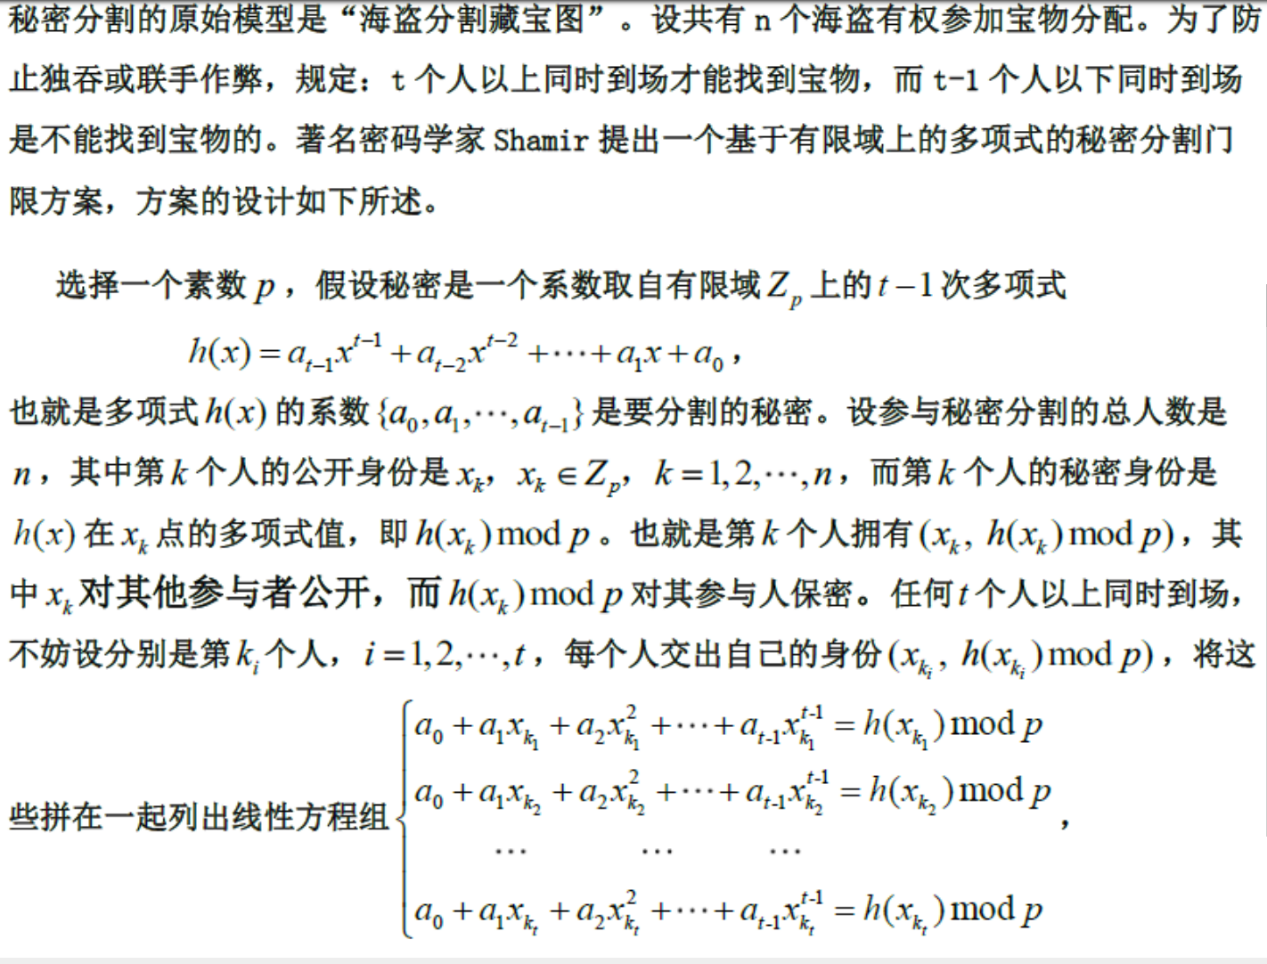 秘密分割的原始模型是“海盗分割藏宝图”。设共有 n 个海盗有权参加宝物分配。为了防
止独吞或联手作弊，规定：t 个人以上同时到场才能找到宝物，而 t-1 个人以下同时到场
是不能找到宝物的。著名密码学家 Shamir 提出一个基于有限域上的多项式的秘密分割门
限方案，方案的设计如下所述。
选择一个素数 p ，假设秘密是一个系数取自有限域 Z_p 上的 t−1 次多项式
h(x) = a_{t−1}x^{t−1} + a_{t−2}x^{t−2} + ⋯ + a_1x + a_0 ，
也就是多项式 h(x) 的系数 {a_0, a_1, ⋯, a_{t−1}} 是要分割的秘密。设参与秘密分割的总人数是
n ，其中第 k 个人的公开身份是 x_k， x_k ∈ Z_p， k = 1, 2, ⋯, n ，而第 k 个人的秘密身份是
h(x) 在 x_k 点的多项式值，即 h(x_k) mod p 。也就是第 k 个人拥有 (x_k, h(x_k) mod p) ，其
中 x_k 对其他参与者公开，而 h(x_k) mod p 对其参与人保密。任何 t 个人以上同时到场，
不妨设分别是第 k_i 个人， i = 1, 2, ⋯, t ，每个人交出自己的身份 (x_{k_i}, h(x_{k_i}) mod p) ，将这
些拼在一起列出线性方程组
a_0 + a_1x_{k_1} + a_2x_{k_1}^2 + ⋯ + a_{t-1}x_{k_1}^{t-1} = h(x_{k_1}) mod p
a_0 + a_1x_{k_2} + a_2x_{k_2}^2 + ⋯ + a_{t-1}x_{k_2}^{t-1} = h(x_{k_2}) mod p
⋯ ⋯ ⋯
a_0 + a_1x_{k_t} + a_2x_{k_t}^2 + ⋯ + a_{t-1}x_{k_t}^{t-1} = h(x_{k_t}) mod p ，